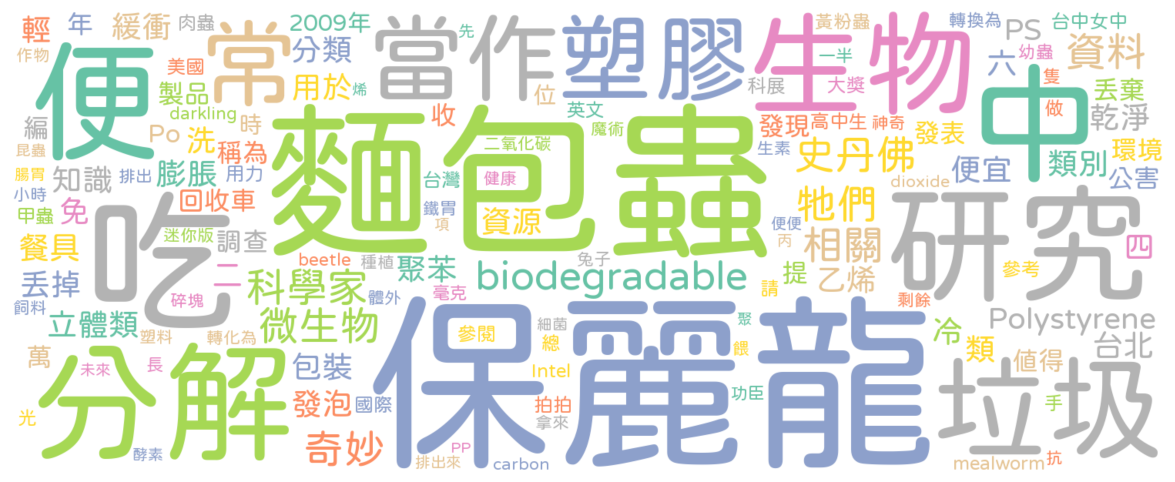 輕 年 緩衝 肉蟲 2009年 常 當作 先 塑膠 生物 黃粉蟲 轉換為 PS 台中女中
作物 便 美國 分類 一半 科展 大獎 六 幼蟲 資料
製品 用於 烯 位 英文 隻 中 丟棄
darkling 收 魔術 發現 高中生 神奇 做 發表 乾淨
編 Po 洗 時 稱為 麵包蟲 二氧化碳 生素 史丹佛 類別 環境
昆蟲 腸胃 知識 排出 膨脹 用力 台灣 健康 便便 dioxide 便宜 公害
小時 甲蟲 免 回收車 鐵胃 項 資源 丙 牠們 研究
吃 迷你版 調查 beetle 種植 聚苯 兔子 相關 四
餐具 二 科學家 biodegradable 提 乙烯 參考
丟掉 碎塊 體外 毫克 請 剩餘
飼料 立體類 微生物 保麗龍 參閱 細菌 聚 冷 Polystyrene
萬 塑料 轉化為 總 餵 類 台北
分解 未來 長 包裝 Intel 值得 垃圾
光 發泡 國際 拍拍 功臣 手
酵素 奇妙 PP 拿來
排出來 carbon mealworm 抗